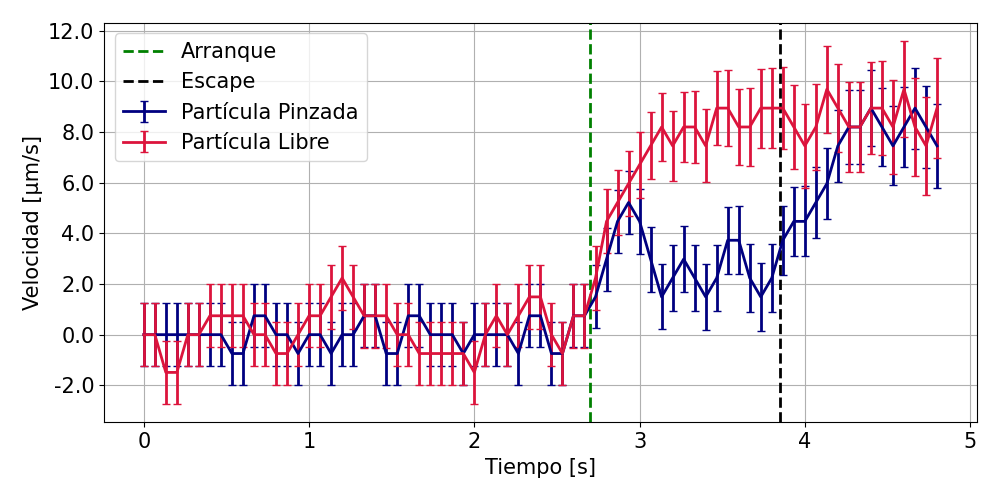 12.0
10.0
8.0
6.0
4.0
2.0
0.0
-2.0
Velocidad [µm/s]
Arranque
Escape
Partícula Pinzada
Partícula Libre
0 1 2 3 4 5
Tiempo [s]